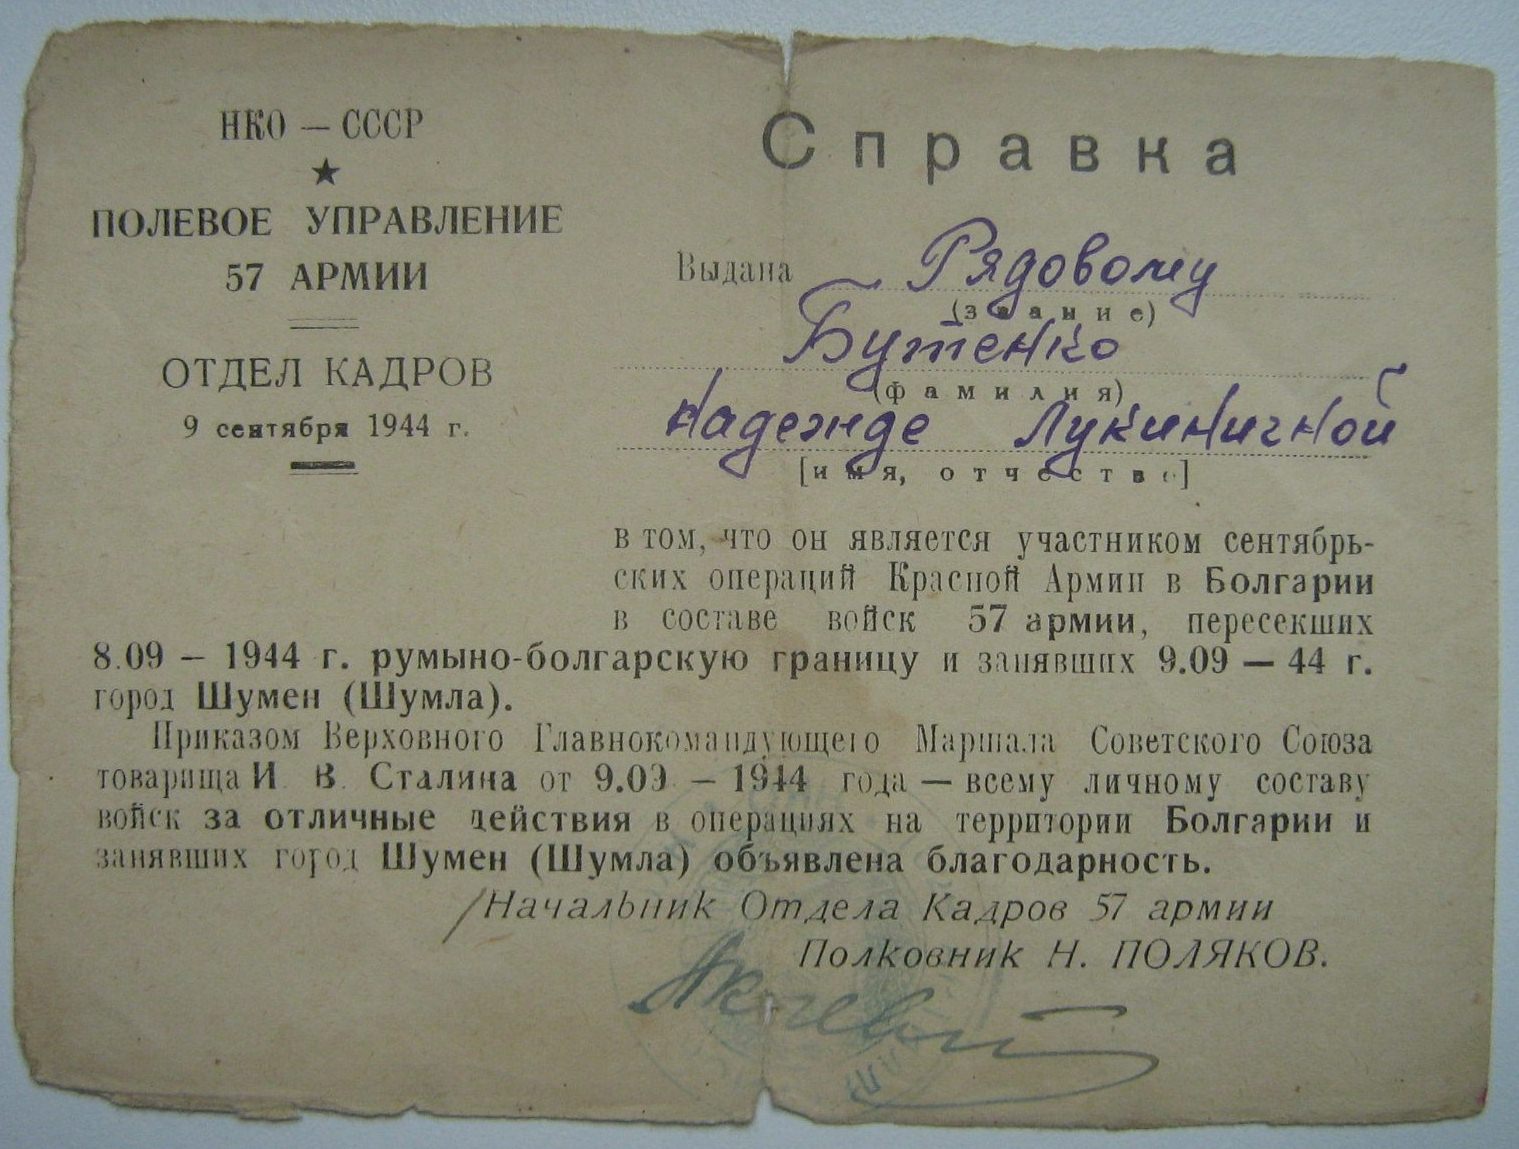 НКО — СССР
★
ПОЛЕВОЕ УПРАВЛЕНИЕ
57 АРМИИ
ОТДЕЛ КАДРОВ
9 сентября 1944 г.
Справка
Выдана Рядовому
(звание)
Бутенко
(фамилия)
Надежде Лукиничной
[имя, отчество]
в том, что он является участником сентябрь-
ских операций Красной Армии в Болгарии
в составе войск 57 армии, пересекших
8.09 — 1944 г. румыно-болгарскую границу и занявших 9.09 — 44 г.
город Шумен (Шумла).
Приказом Верховного Главнокомандующего Маршала Советского Союза
товарища И. В. Сталина от 9.09 — 1944 года — всему личному составу
войск за отличные действия в операциях на территории Болгарии и
занявших город Шумен (Шумла) объявлена благодарность.
/Начальник Отдела Кадров 57 армии
Полковник Н. ПОЛЯКОВ.